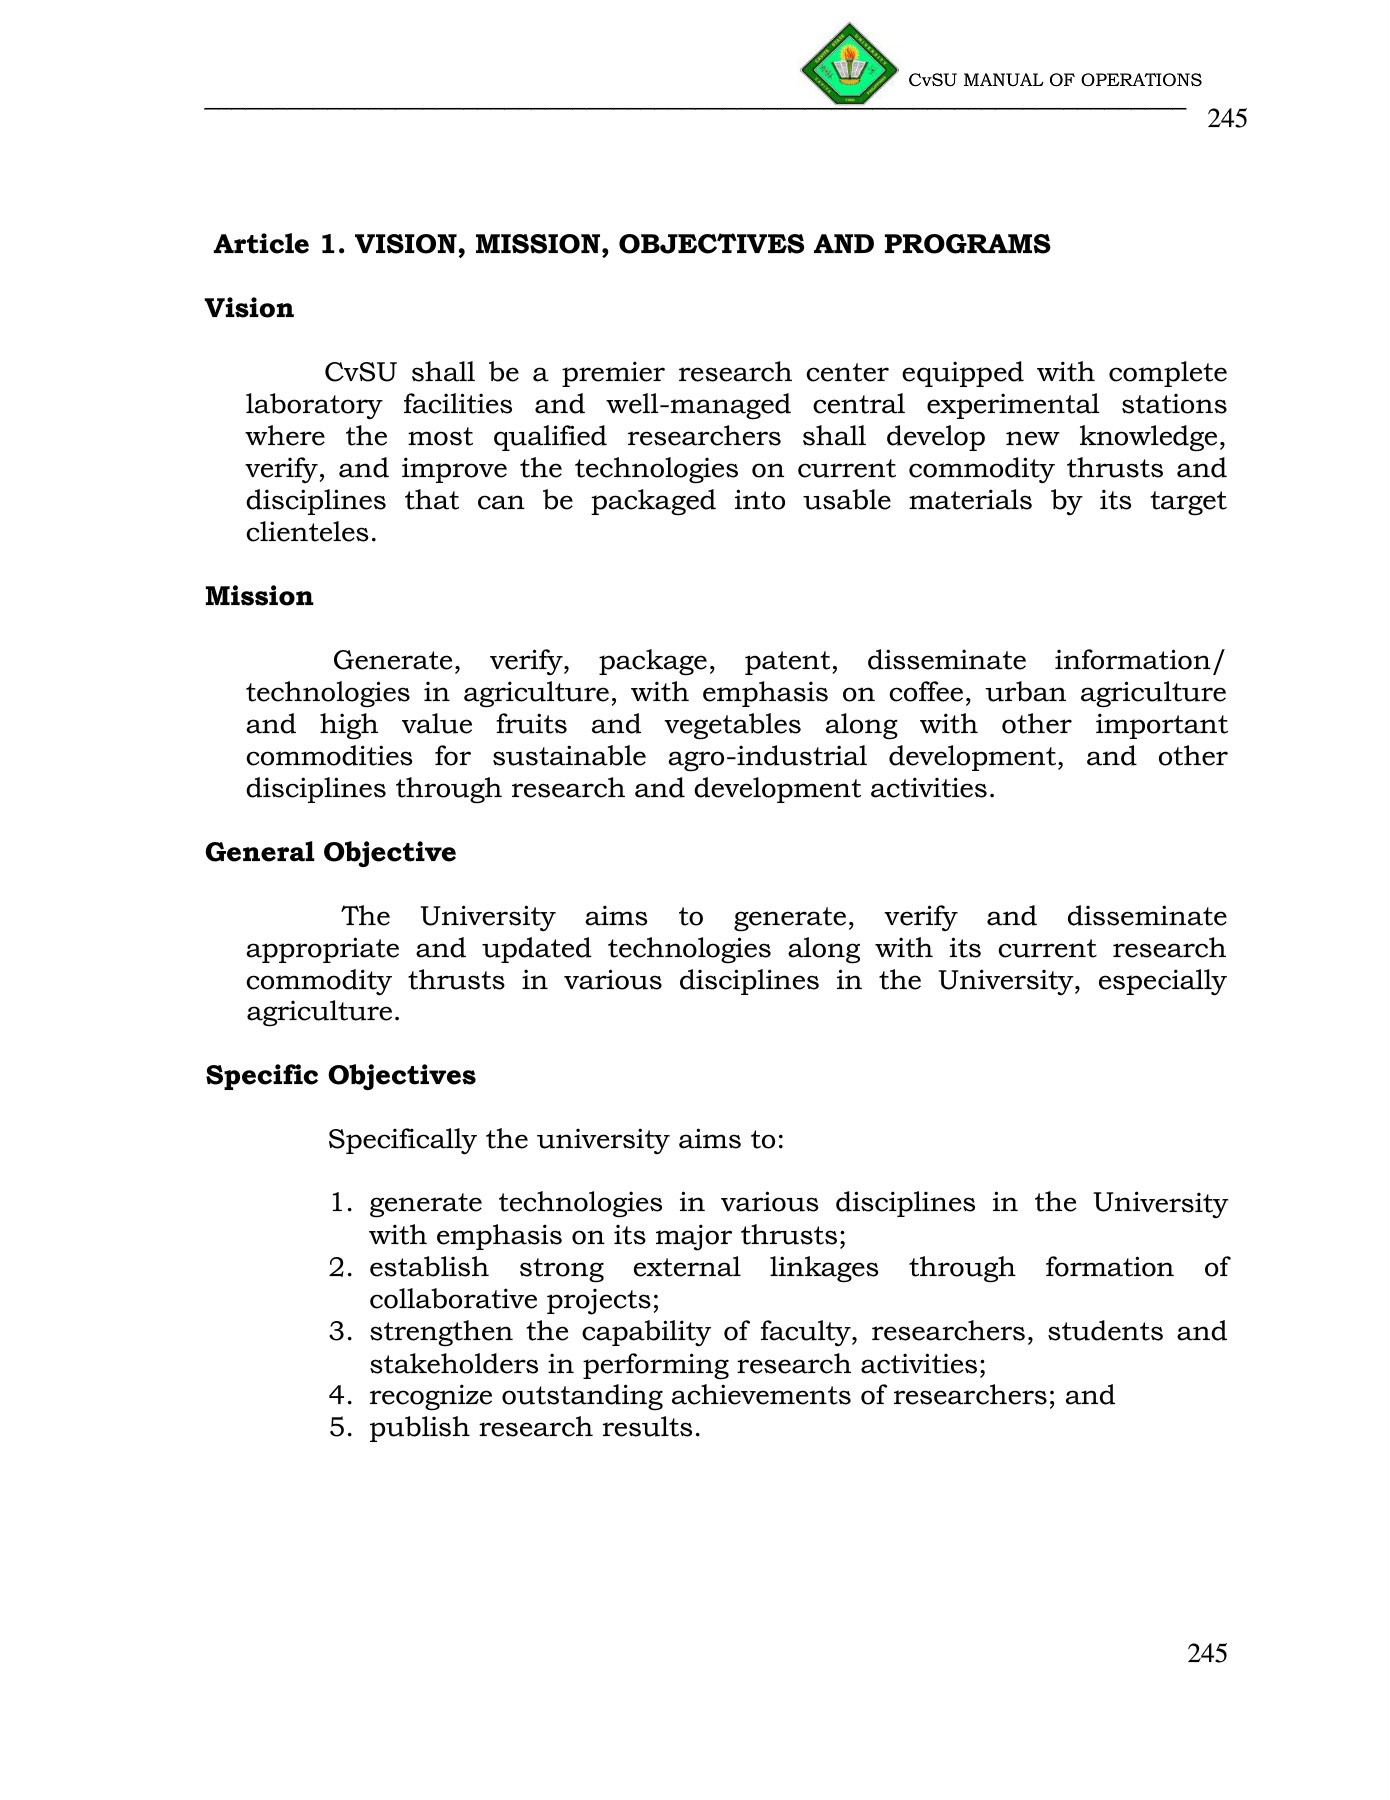 CvSU MANUAL OF OPERATIONS
245
Article 1. VISION, MISSION, OBJECTIVES AND PROGRAMS
Vision
CvSU shall be a premier research center equipped with complete
laboratory facilities and well-managed central experimental stations
where the most qualified researchers shall develop new knowledge,
verify, and improve the technologies on current commodity thrusts and
disciplines that can be packaged into usable materials by its target
clienteles.
Mission
Generate, verify, package, patent, disseminate information/
technologies in agriculture, with emphasis on coffee, urban agriculture
and high value fruits and vegetables along with other important
commodities for sustainable agro-industrial development, and other
disciplines through research and development activities.
General Objective
The University aims to generate, verify and disseminate
appropriate and updated technologies along with its current research
commodity thrusts in various disciplines in the University, especially
agriculture.
Specific Objectives
Specifically the university aims to:
1. generate technologies in various disciplines in the University
with emphasis on its major thrusts;
2. establish strong external linkages through formation of
collaborative projects;
3. strengthen the capability of faculty, researchers, students and
stakeholders in performing research activities;
4. recognize outstanding achievements of researchers; and
5. publish research results.
245